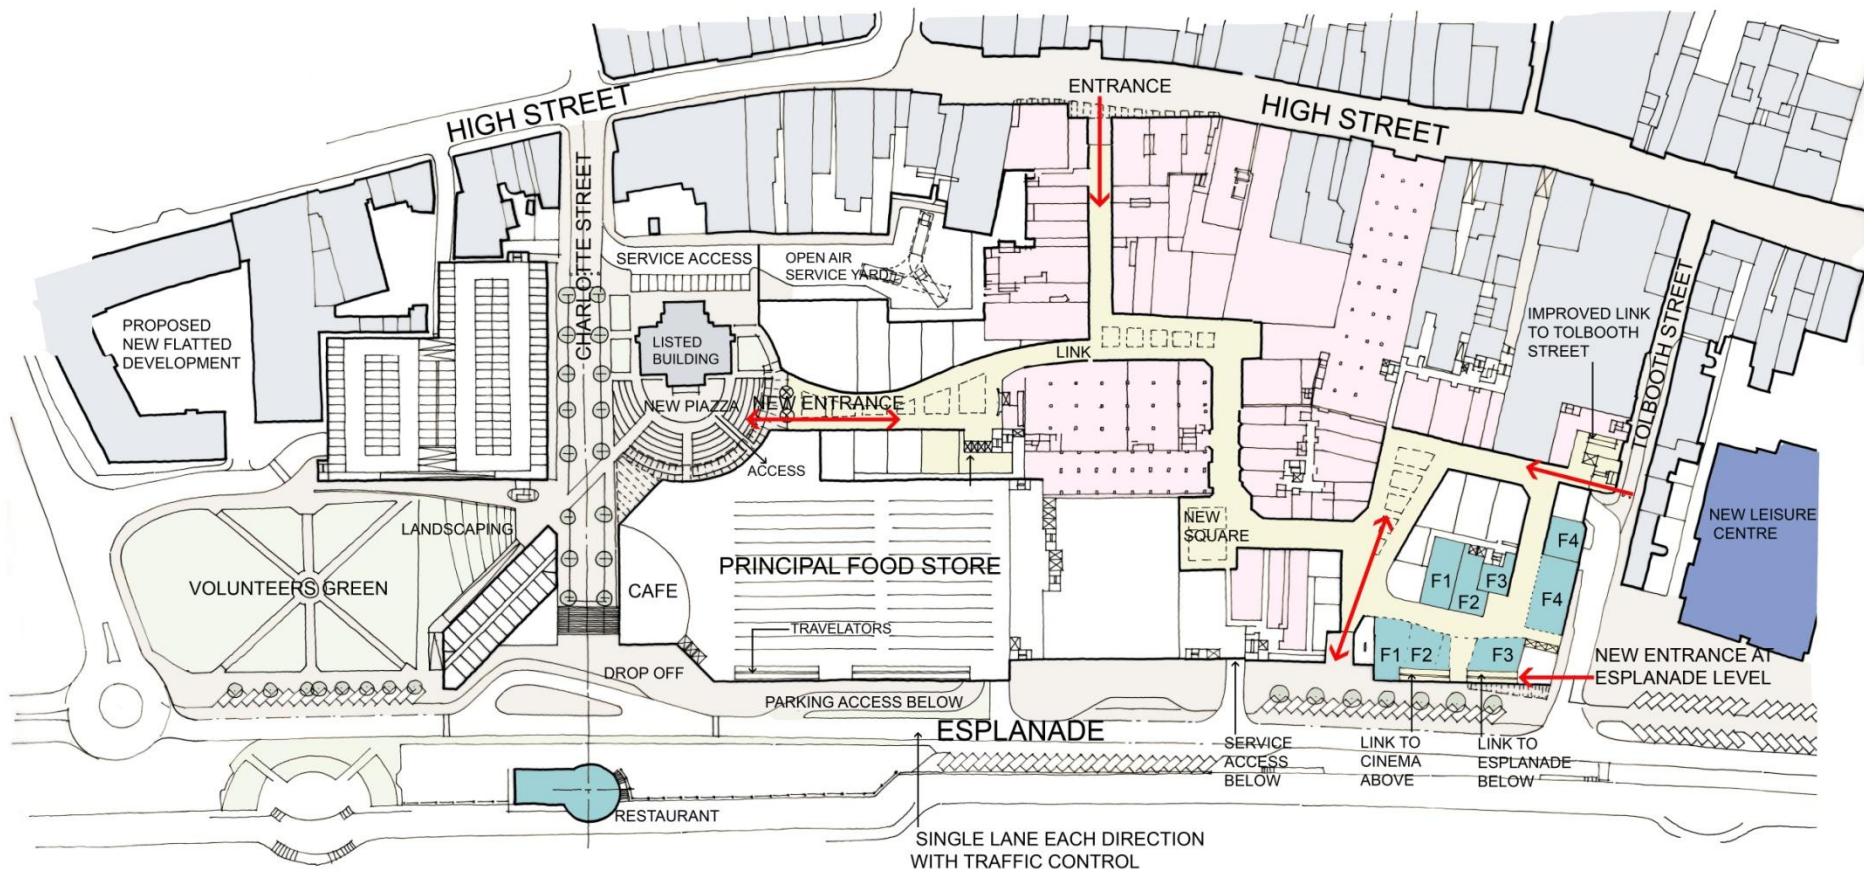 HIGH STREET
ENTRANCE
HIGH STREET
CHARLOTTE STREET
SERVICE ACCESS
OPEN AIR
SERVICE YARD
PROPOSED
NEW FLATTED
DEVELOPMENT
LISTED
BUILDING
LINK
IMPROVED LINK
TO TOLBOOTH
STREET
TOLBOOTH STREET
NEW PIAZZA
NEW ENTRANCE
ACCESS
LANDSCAPING
NEW
SQUARE
NEW LEISURE
CENTRE
VOLUNTEERS GREEN
CAFE
PRINCIPAL FOOD STORE
F4
F1
F3
F2
F4
TRAVELATORS
F1
F2
F3
DROP OFF
NEW ENTRANCE AT
ESPLANADE LEVEL
PARKING ACCESS BELOW
ESPLANADE
SERVICE
ACCESS
BELOW
LINK TO
CINEMA
ABOVE
LINK TO
ESPLANADE
BELOW
RESTAURANT
SINGLE LANE EACH DIRECTION
WITH TRAFFIC CONTROL